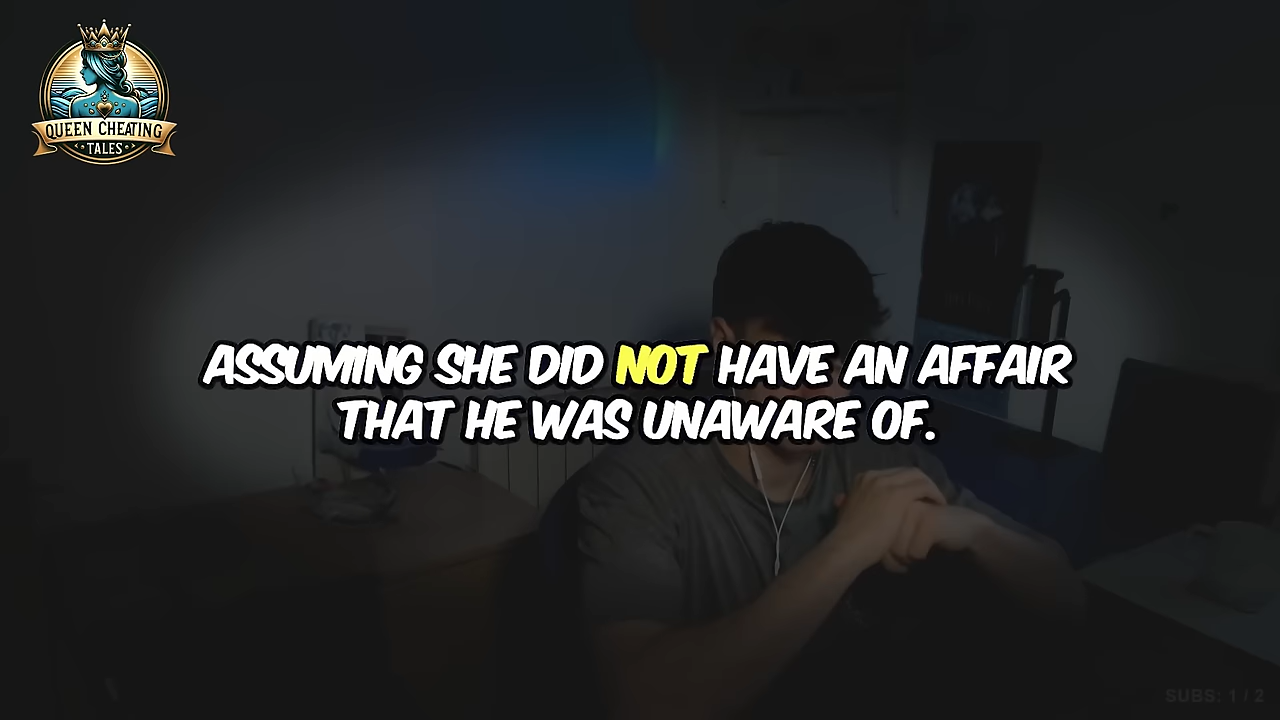 QUEEN CHEATING
TALES
ASSUMING SHE DID NOT HAVE AN AFFAIR
THAT HE WAS UNAWARE OF.
SUBS: 1 / 2